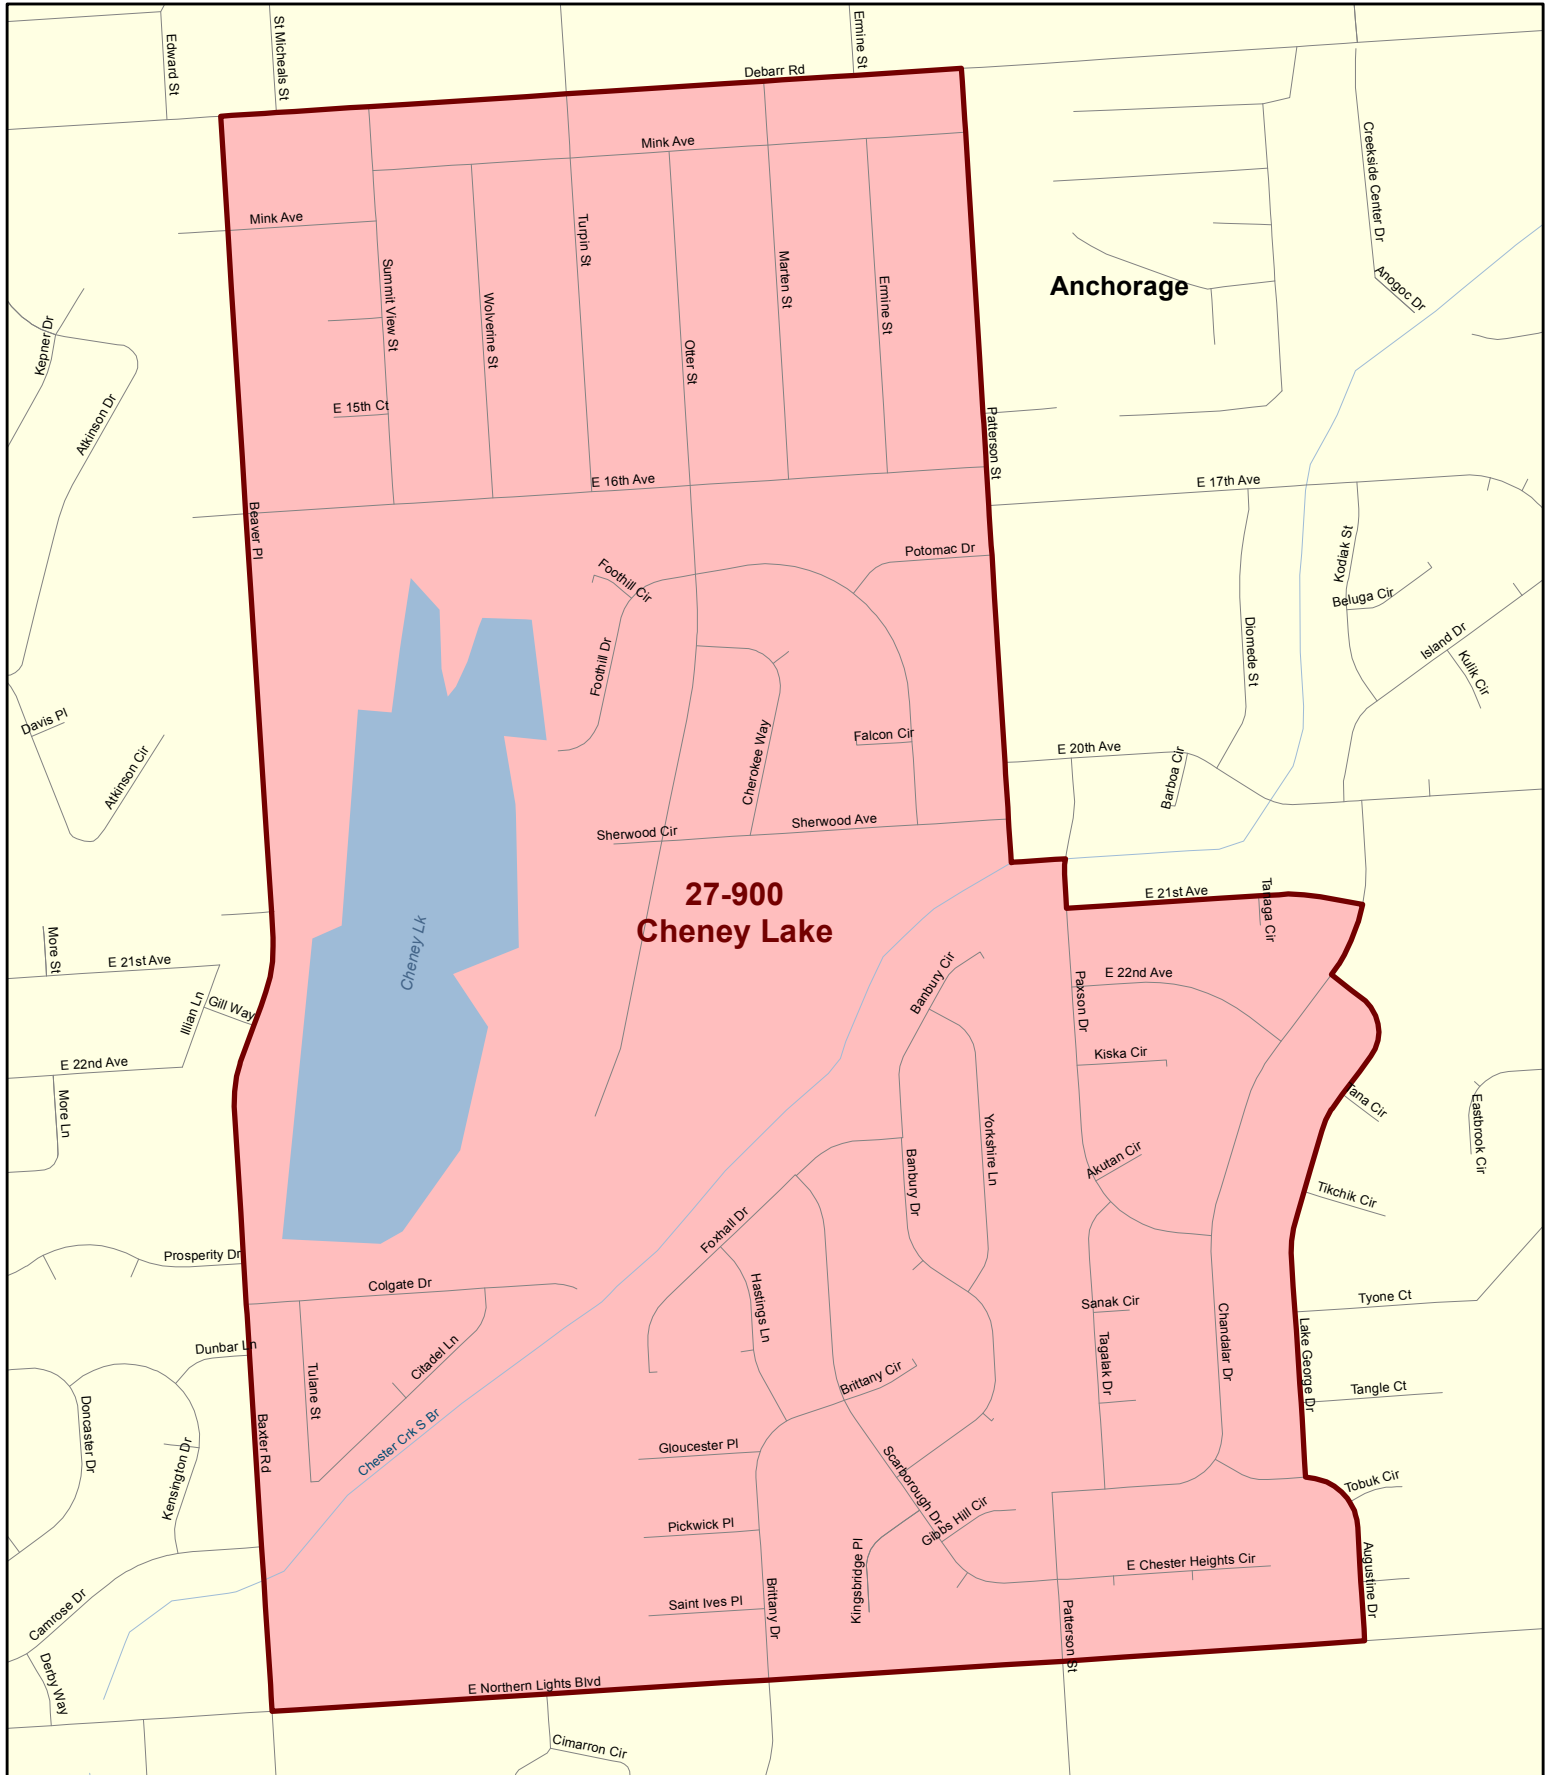 Edward St
St Micheals St
Ermine St
Debarr Rd
Mink Ave
Creekside Center Dr
Mink Ave
Turpin St
Summit View St
Marten St
Ermine St
Anchorage
Anogoc Dr
Wolverine St
Kepner Dr
Otter St
Atkinson Dr
E 15th Ct
Patterson St
E 16th Ave
E 17th Ave
Beaver Pl
Potomac Dr
Kodiak St
Foothill Cir
Beluga Cir
Diomede St
Island Dr
Foothill Dr
Kulik Cir
Davis Pl
Falcon Cir
E 20th Ave
Cherokee Way
Atkinson Cir
Barboa Cir
Sherwood Cir
Sherwood Ave
27-900
Cheney Lake
E 21st Ave
Tanaga Cir
Cheney Lk
More St
E 21st Ave
Banbury Cir
E 22nd Ave
Paxson Dr
Illian Ln
Gill Way
Kiska Cir
E 22nd Ave
More Ln
Tana Cir
Eastbrook Cir
Yorkshire Ln
Akutan Cir
Banbury Dr
Tikchik Cir
Foxhall Dr
Prosperity Dr
Colgate Dr
Hastings Ln
Sanak Cir
Tyone Ct
Chandalar Dr
Lake George Dr
Dunbar Ln
Citadel Ln
Tagalak Dr
Tulane St
Brittany Cir
Tangle Ct
Doncaster Dr
Baxter Rd
Chester Crk S Br
Gloucester Pl
Kensington Dr
Scarborough Dr
Tobuk Cir
Pickwick Pl
Gibbs Hill Cir
Kingsbridge Pl
E Chester Heights Cir
Augustine Dr
Camrose Dr
Saint Ives Pl
Brittany Dr
Patterson St
Derby Way
E Northern Lights Blvd
Cimarron Cir